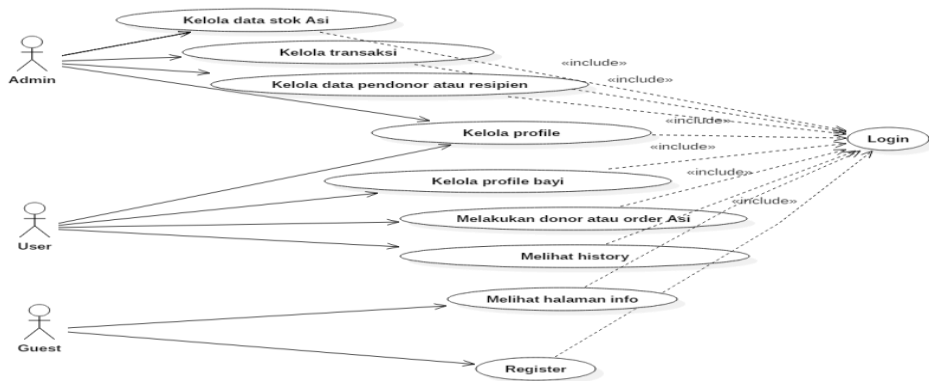 Kelola data stok Asi
Kelola transaksi
«include»
Admin
«include»
Kelola data pendonor atau resipien
«include»
Kelola profile
Login
«include»
«include»
Kelola profile bayi
«include»
Melakukan donor atau order Asi
User
Melihat history
Melihat halaman info
Guest
Register